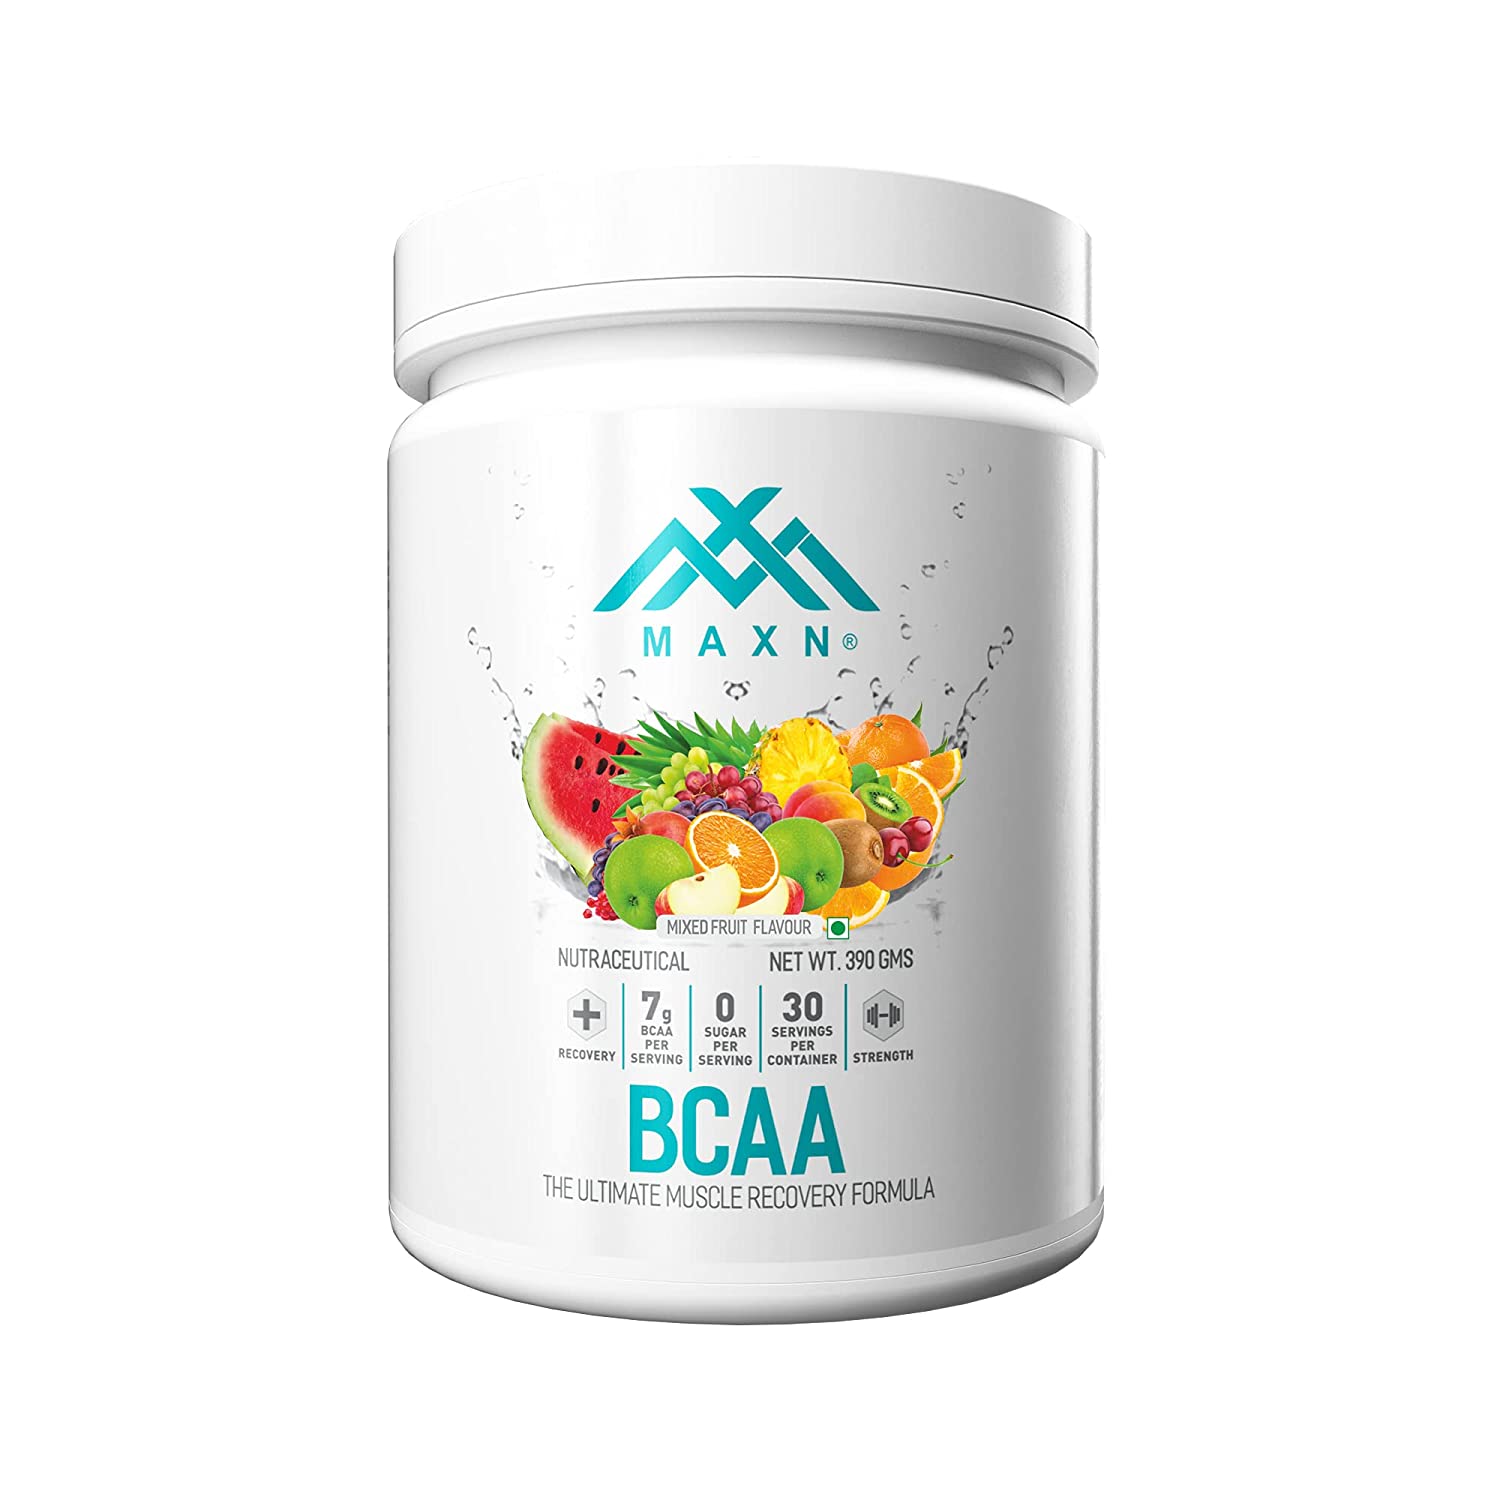 MAXN®
MIXED FRUIT FLAVOUR
NUTRACEUTICAL
NET WT. 390 GMS
RECOVERY
7g
BCAA
PER
SERVING
0
SUGAR
PER
SERVING
30
SERVINGS
PER
CONTAINER
STRENGTH
BCAA
THE ULTIMATE MUSCLE RECOVERY FORMULA